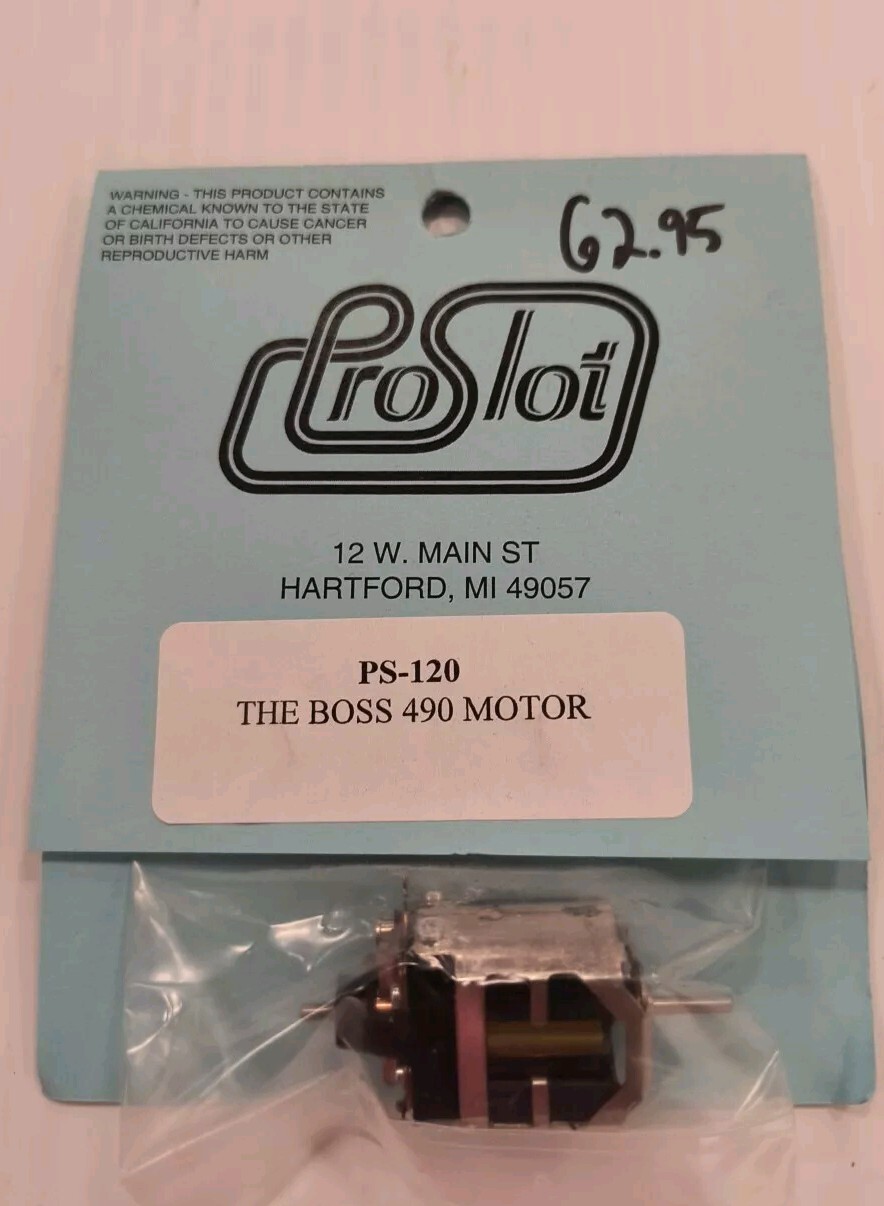 WARNING - THIS PRODUCT CONTAINS
A CHEMICAL KNOWN TO THE STATE
OF CALIFORNIA TO CAUSE CANCER
OR BIRTH DEFECTS OR OTHER
REPRODUCTIVE HARM
62.95
ProSlot
12 W. MAIN ST
HARTFORD, MI 49057
PS-120
THE BOSS 490 MOTOR